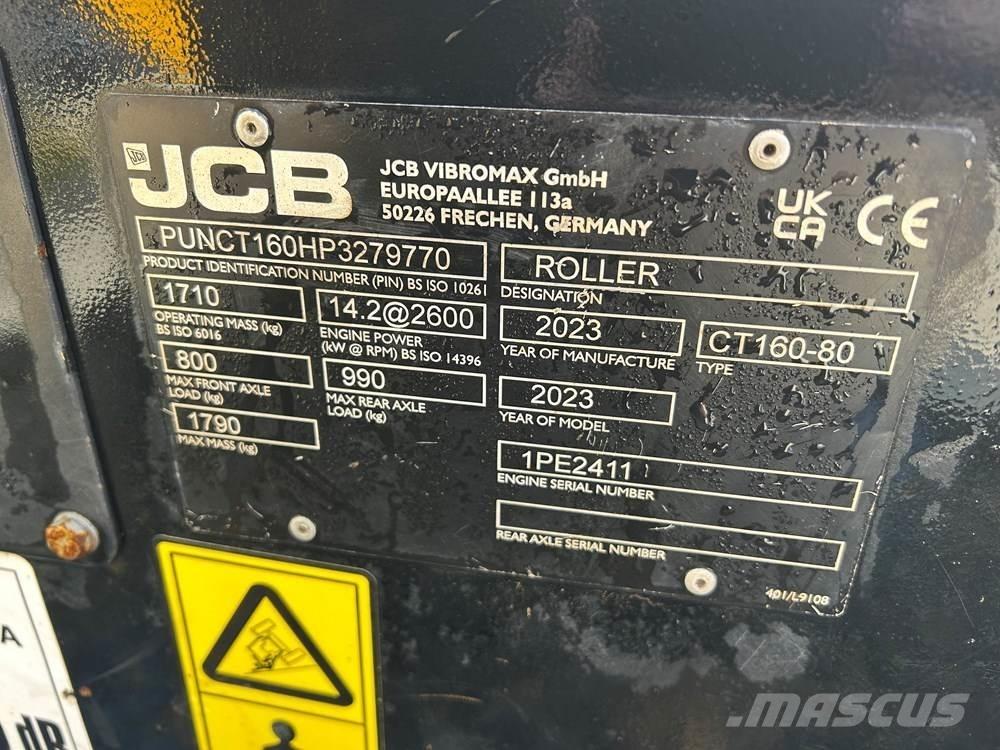 JCB
JCB
JCB VIBROMAX GmbH
EUROPAALLEE 113a
50226 FRECHEN, GERMANY
UK
CA
CE
PUNCT160HP3279770
PRODUCT IDENTIFICATION NUMBER (PIN) BS ISO 10261
ROLLER
DESIGNATION
1710
OPERATING MASS (kg)
BS ISO 6016
14.2@2600
ENGINE POWER
(kW @ RPM) BS ISO 14396
2023
YEAR OF MANUFACTURE
CT160-80
TYPE
800
MAX FRONT AXLE
LOAD (kg)
990
MAX REAR AXLE
LOAD (kg)
2023
YEAR OF MODEL
1790
MAX MASS (kg)
1PE2411
ENGINE SERIAL NUMBER
REAR AXLE SERIAL NUMBER
401/L9108
A
dB
MASCUS